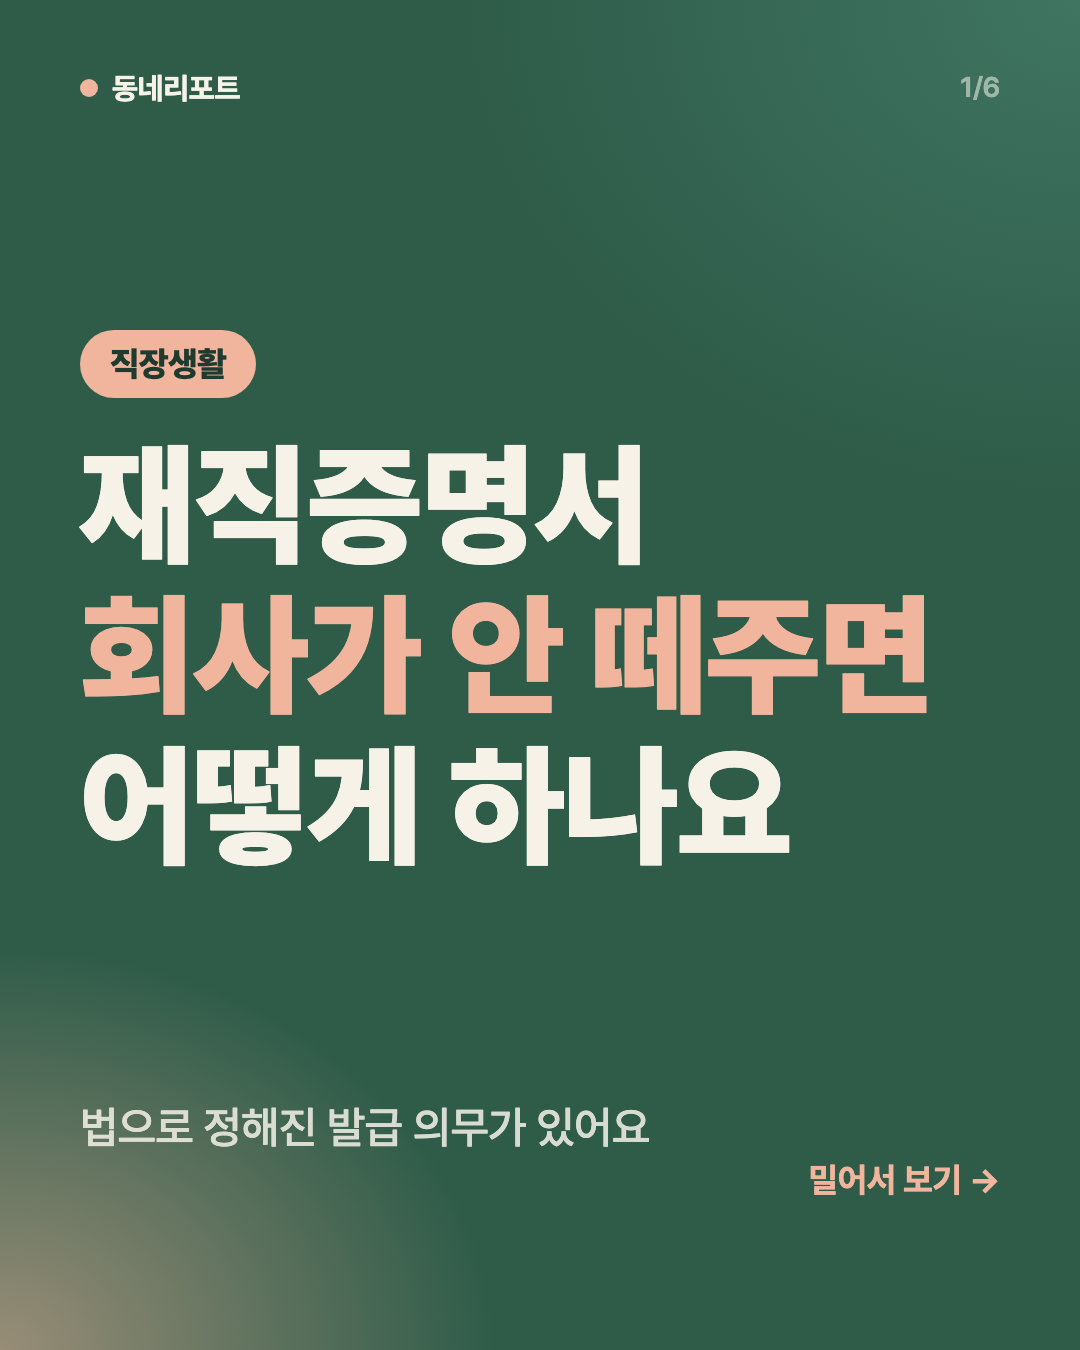 동네리포트
1/6
직장생활
재직증명서
회사가 안 떼주면
어떻게 하나요
법으로 정해진 발급 의무가 있어요
밀어서 보기 →